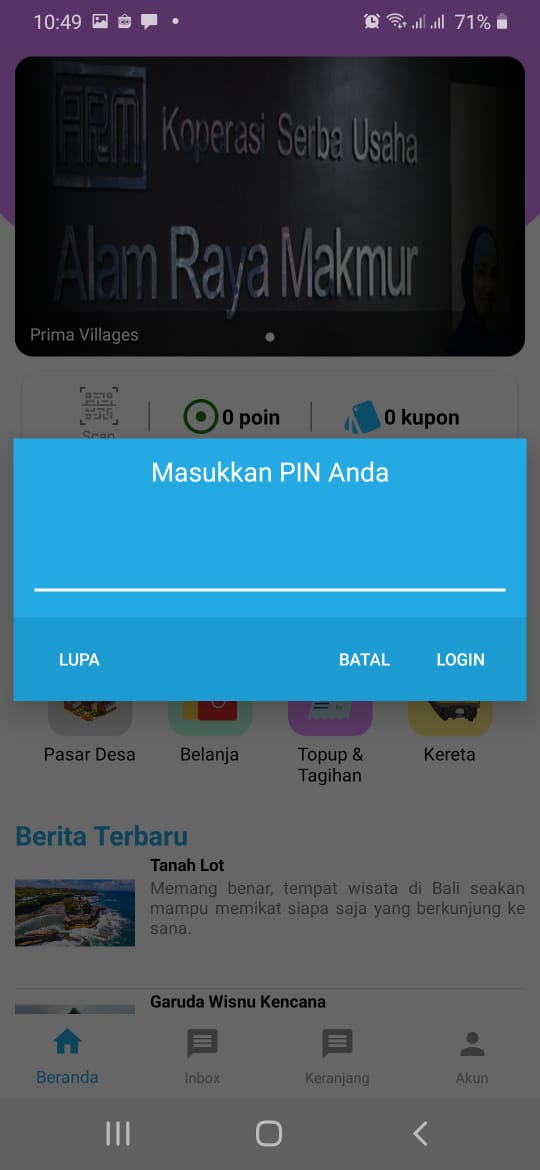 10:49
71%
ARM
Koperasi Serba Usaha
Alam Raya Makmur
Prima Villages
Scan
0 poin
0 kupon
Masukkan PIN Anda
LUPA
BATAL
LOGIN
Pasar Desa
Belanja
Topup &
Tagihan
Kereta
Berita Terbaru
Tanah Lot
Memang benar, tempat wisata di Bali seakan
mampu memikat siapa saja yang berkunjung ke
sana.
Garuda Wisnu Kencana
Beranda
Inbox
Keranjang
Akun